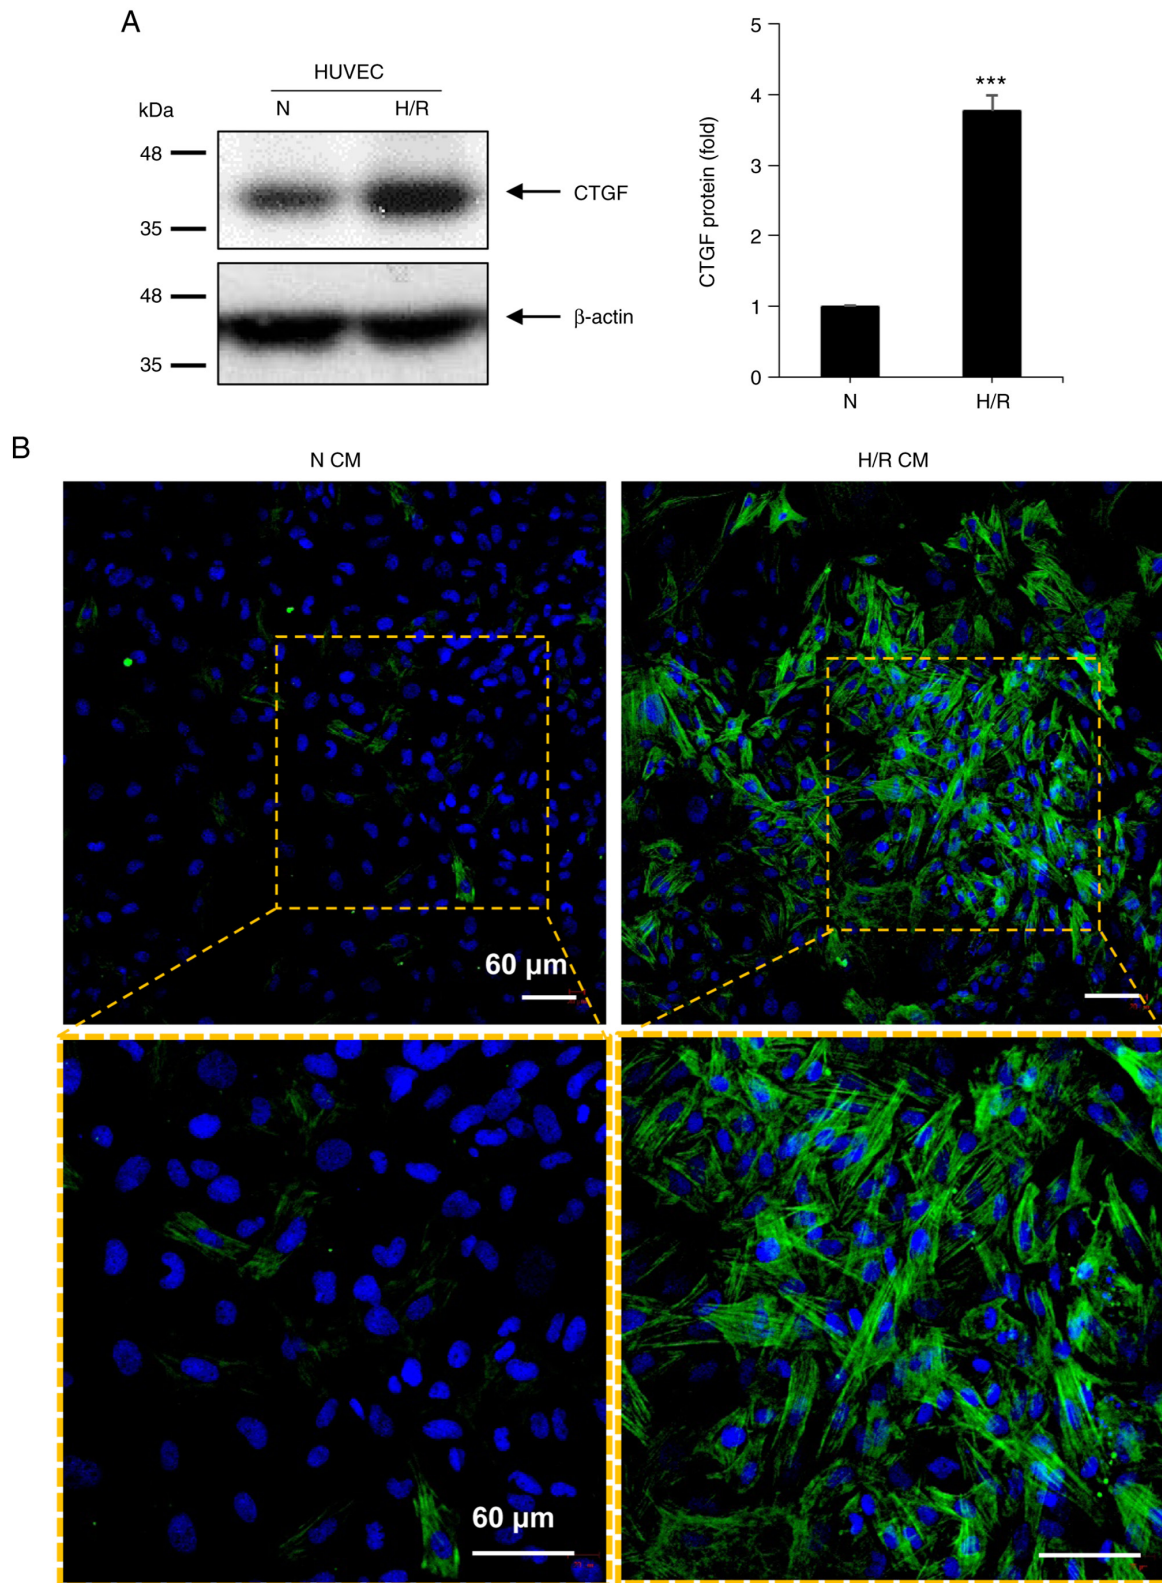 A
HUVEC
kDa
N
H/R
48
35
CTGF
48
35
β-actin
CTGF protein (fold)
5
4
3
2
1
0
***
N
H/R
B
N CM
H/R CM
60 µm
60 µm